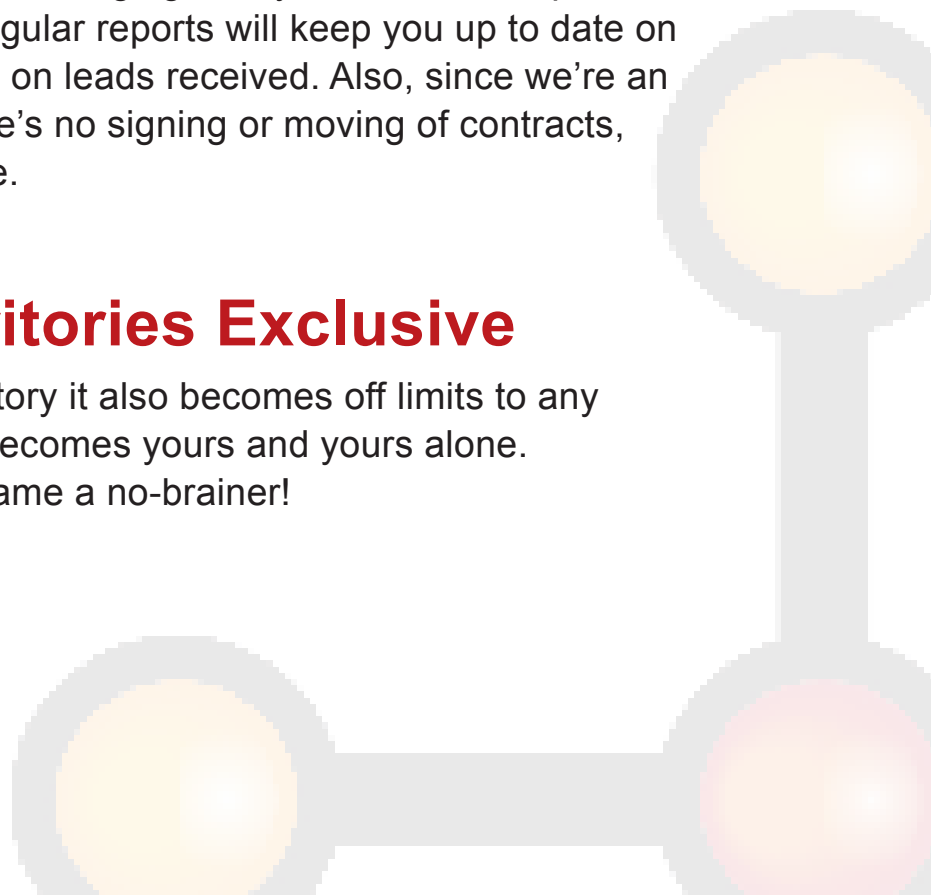 gular reports will keep you up to date on
on leads received. Also, since we’re an
e’s no signing or moving of contracts,
e.
itories Exclusive
tory it also becomes off limits to any
ecomes yours and yours alone.
ame a no-brainer!